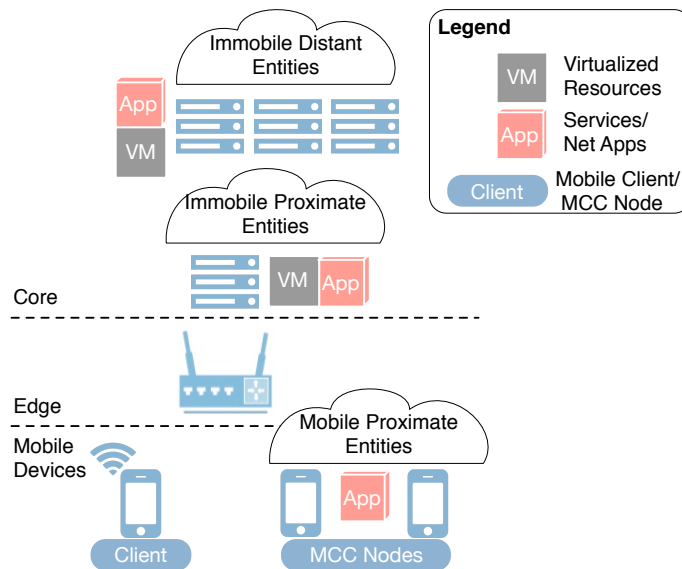 Immobile Distant
Entities
App
VM
Legend
VM
Virtualized
Resources
App
Services/
Net Apps
Client
Mobile Client/
MCC Node
Immobile Proximate
Entities
VM
App
Core
Edge
Mobile
Devices
Mobile Proximate
Entities
App
Client
MCC Nodes